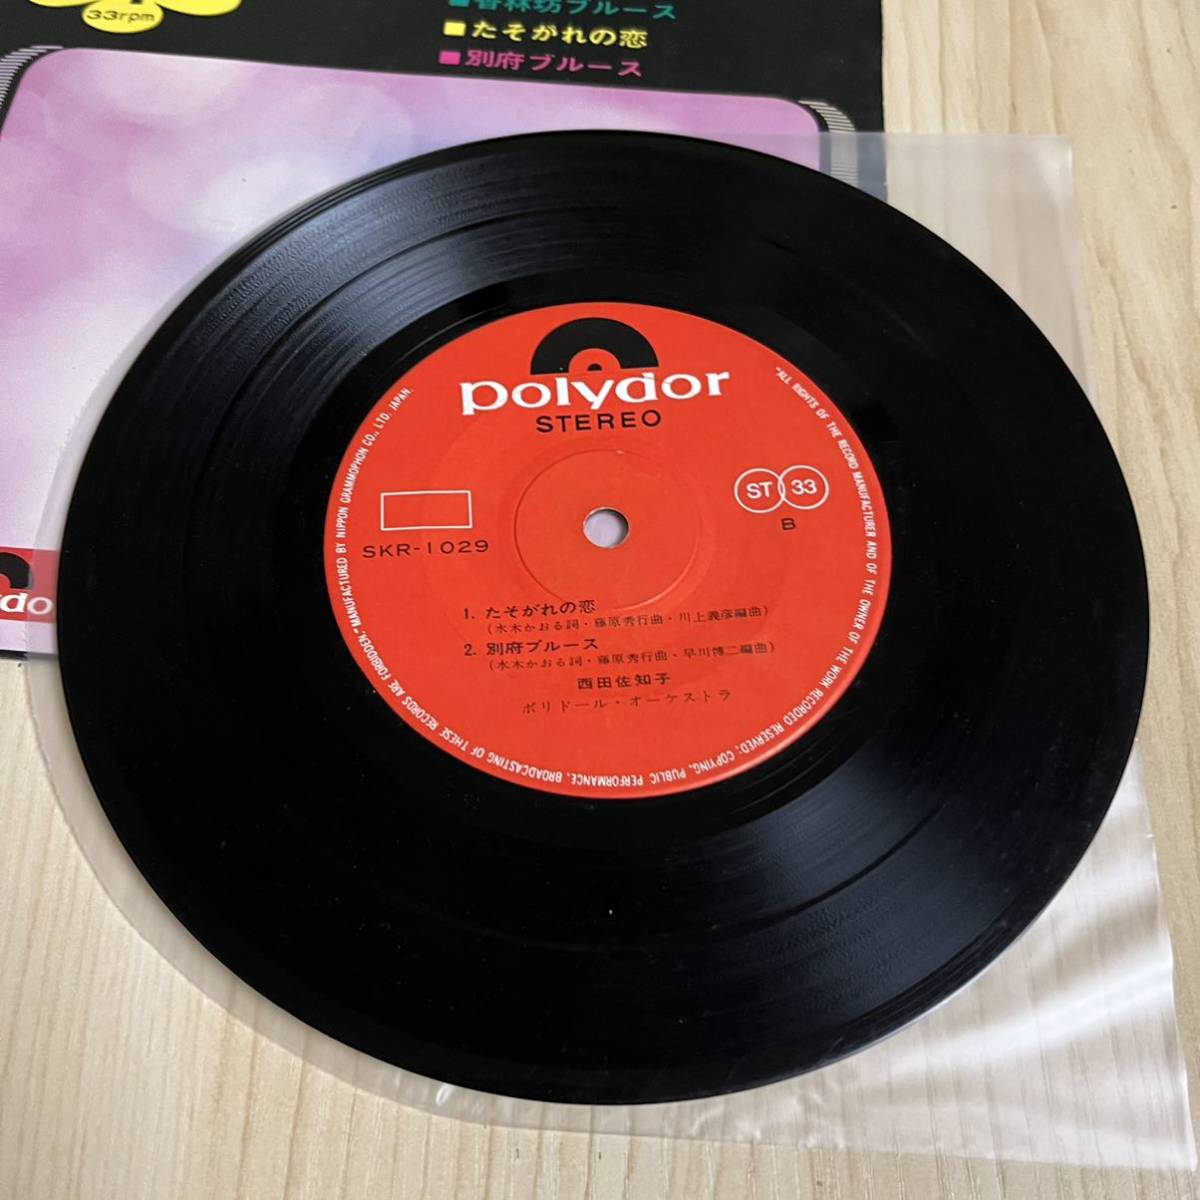 33rpm
■香林坊ブルース
■たそがれの恋
■別府ブルース
polydor
STEREO
ST 33
B
SKR-1029
1. たそがれの恋
(水木かおる詞・藤原秀行曲・川上義彦編曲)
2. 別府ブルース
(水木かおる詞・藤原秀行曲・早川博二編曲)
西田佐知子
ポリドール・オーケストラ
"ALL RIGHTS OF THE RECORD MANUFACTURER AND OF THE OWNER OF THE WORK RECORDED RESERVED; COPYING, PUBLIC PERFORMANCE, BROADCASTING OF THESE RECORDS ARE FORBIDDEN." MANUFACTURED BY NIPPON GRAMMOPHON CO., LTD. JAPAN.